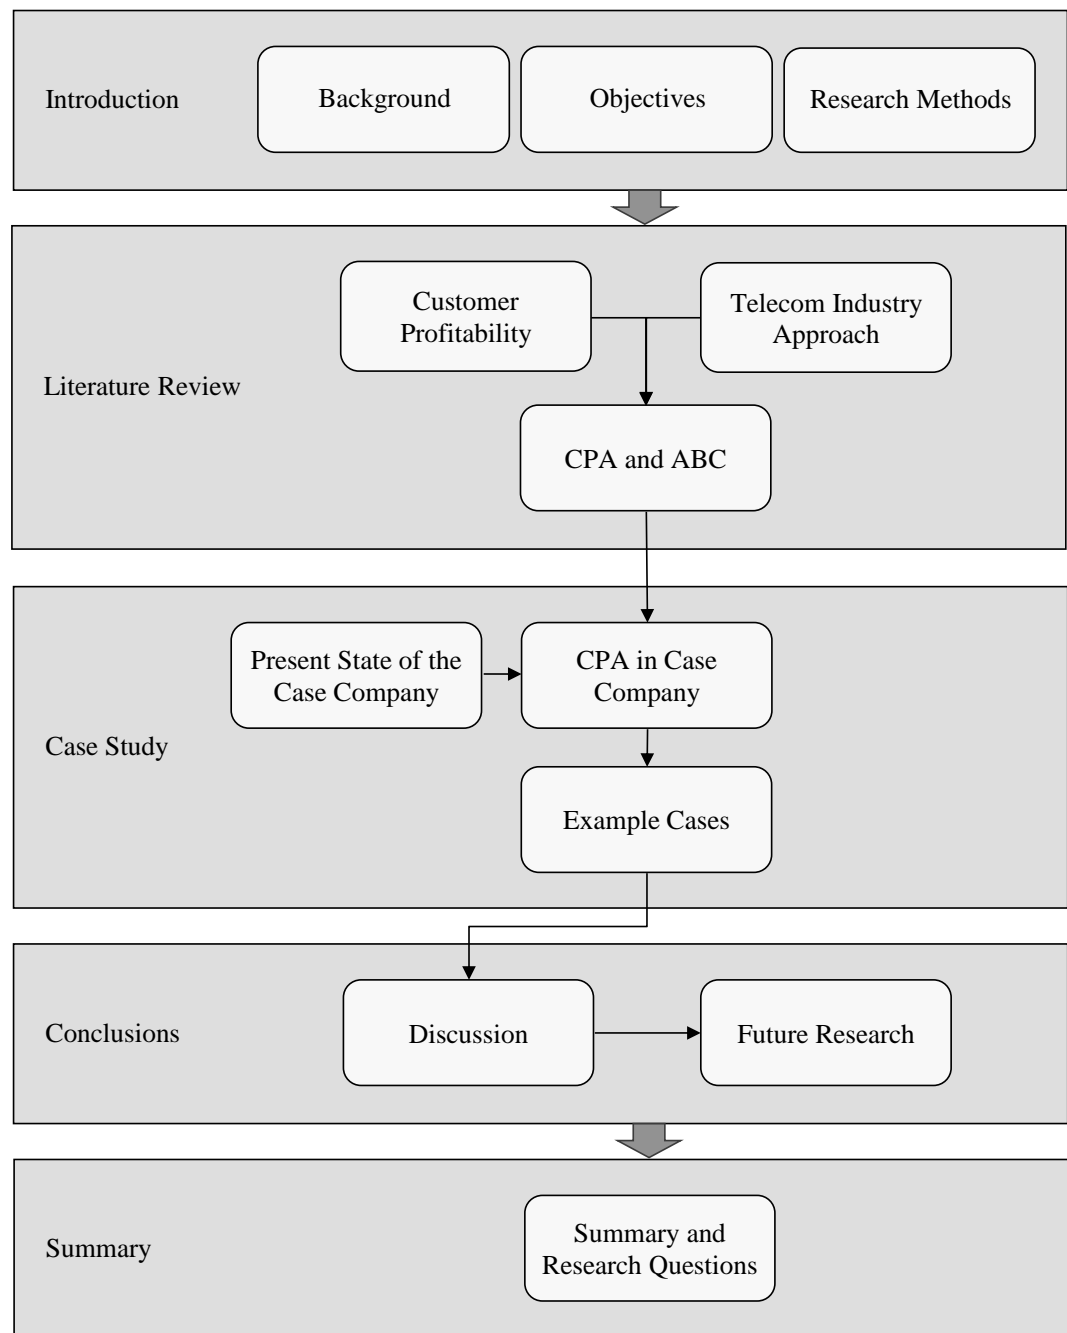 Introduction
Background
Objectives
Research Methods
Literature Review
Customer
Profitability
Telecom Industry
Approach
CPA and ABC
Case Study
Present State of the
Case Company
CPA in Case
Company
Example Cases
Conclusions
Discussion
Future Research
Summary
Summary and
Research Questions